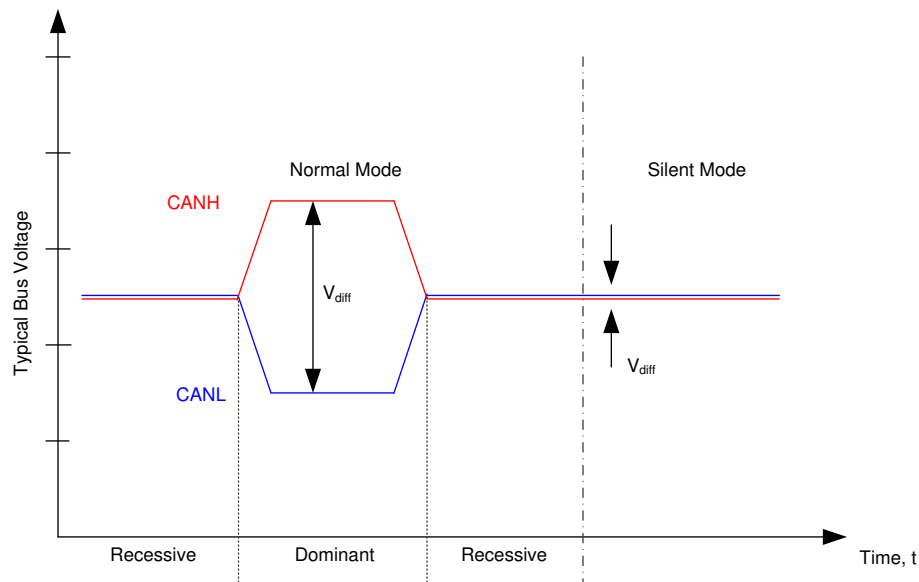 Normal Mode
Silent Mode
CANH
Typical Bus Voltage
Vdiff
Vdiff
CANL
Recessive
Dominant
Recessive
Time, t